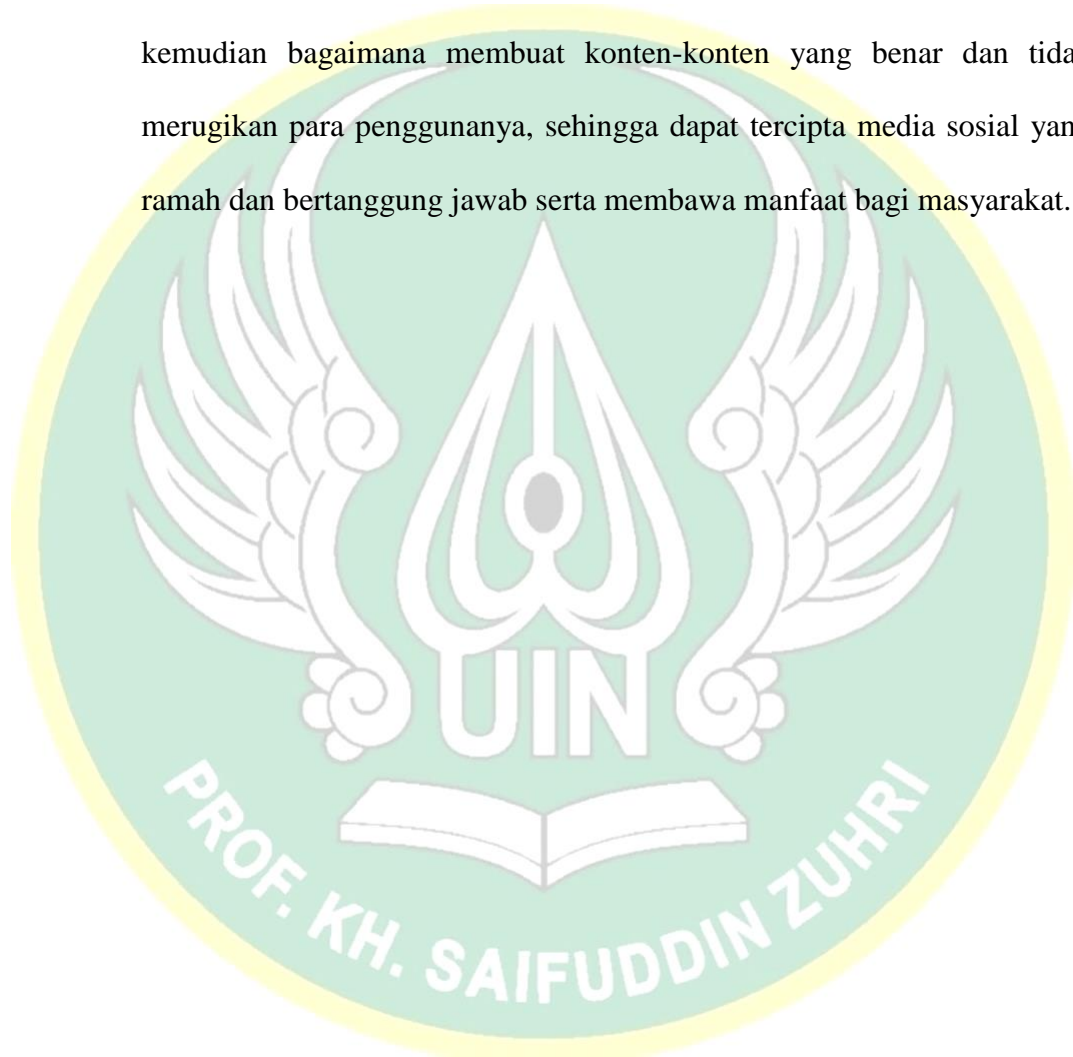 kemudian bagaimana membuat konten-konten yang benar dan tida
merugikan para penggunanya, sehingga dapat tercipta media sosial yan
ramah dan bertanggung jawab serta membawa manfaat bagi masyarakat.
UIN
PROF. KH. SAIFUDDIN ZUHRI